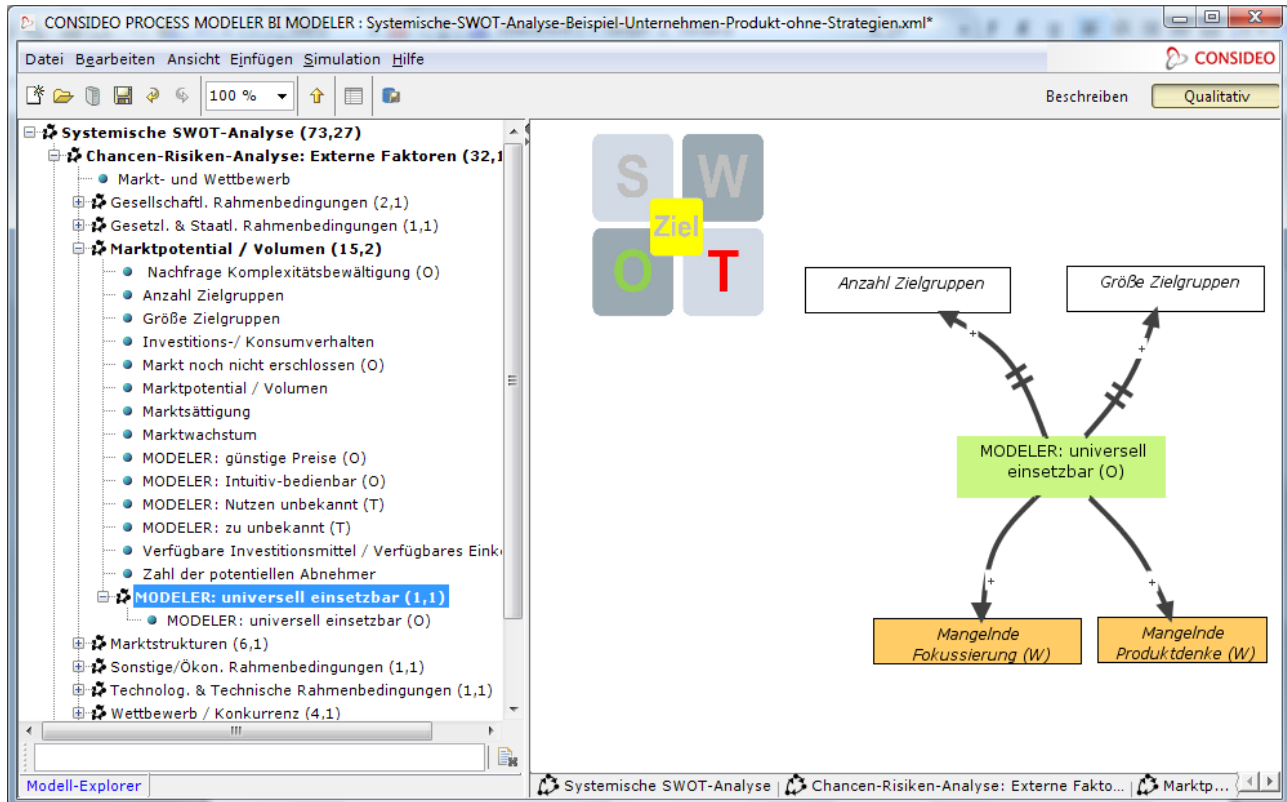 CONSIDEO PROCESS MODELER BI MODELER : Systemische-SWOT-Analyse-Beispiel-Unternehmen-Produkt-ohne-Strategien.xml*
Datei Bearbeiten Ansicht Einfügen Simulation Hilfe
CONSIDEO
100 %
Beschreiben
Qualitativ
Systemische SWOT-Analyse (73,27)
Chancen-Risiken-Analyse: Externe Faktoren (32,1
Markt- und Wettbewerb
Gesellschaftl. Rahmenbedingungen (2,1)
Gesetzl. & Staatl. Rahmenbedingungen (1,1)
Marktpotential / Volumen (15,2)
Nachfrage Komplexitätsbewältigung (O)
Anzahl Zielgruppen
Größe Zielgruppen
Investitions-/ Konsumverhalten
Markt noch nicht erschlossen (O)
Marktpotential / Volumen
Marktsättigung
Marktwachstum
MODELER: günstige Preise (O)
MODELER: Intuitiv-bedienbar (O)
MODELER: Nutzen unbekannt (T)
MODELER: zu unbekannt (T)
Verfügbare Investitionsmittel / Verfügbares Eink
Zahl der potentiellen Abnehmer
MODELER: universell einsetzbar (1,1)
MODELER: universell einsetzbar (O)
Marktstrukturen (6,1)
Sonstige/Ökon. Rahmenbedingungen (1,1)
Technolog. & Technische Rahmenbedingungen (1,1)
Wettbewerb / Konkurrenz (4,1)
Modell-Explorer
S W
Ziel
O T
Anzahl Zielgruppen
Größe Zielgruppen
+
+
MODELER: universell
einsetzbar (O)
+
+
Mangelnde
Fokussierung (W)
Mangelnde
Produktdenke (W)
Systemische SWOT-Analyse
Chancen-Risiken-Analyse: Externe Fakto...
Marktp...